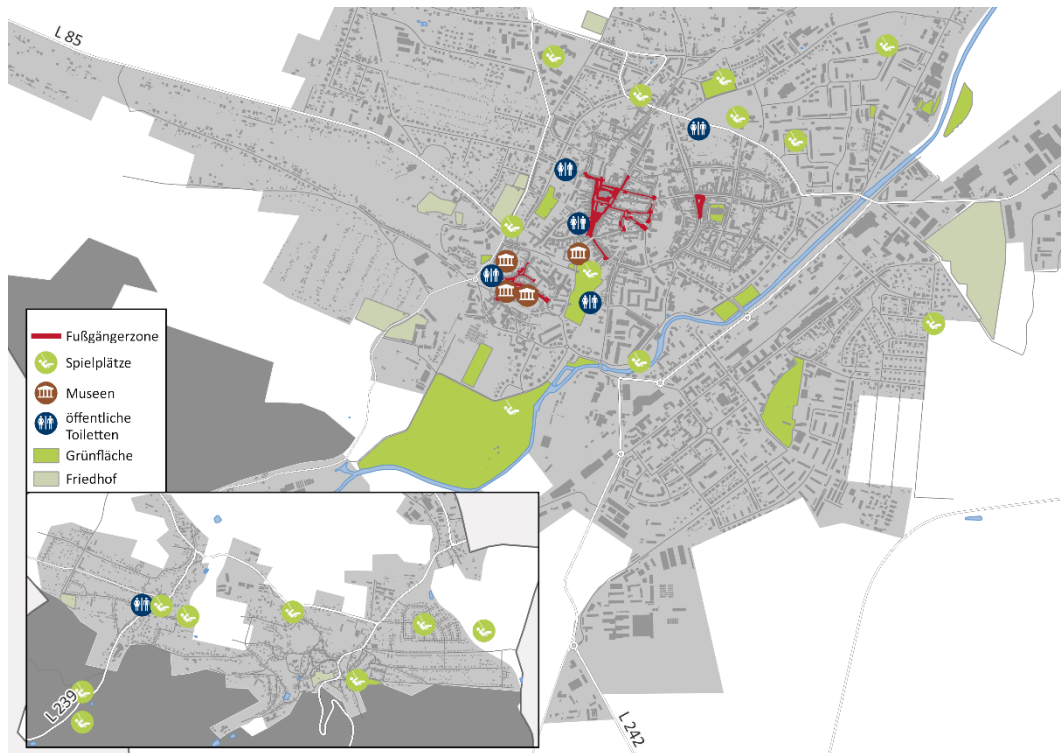 L 85
Fußgängerzone
Spielplätze
Museen
öffentliche
Toiletten
Grünfläche
Friedhof
L 239
L 242